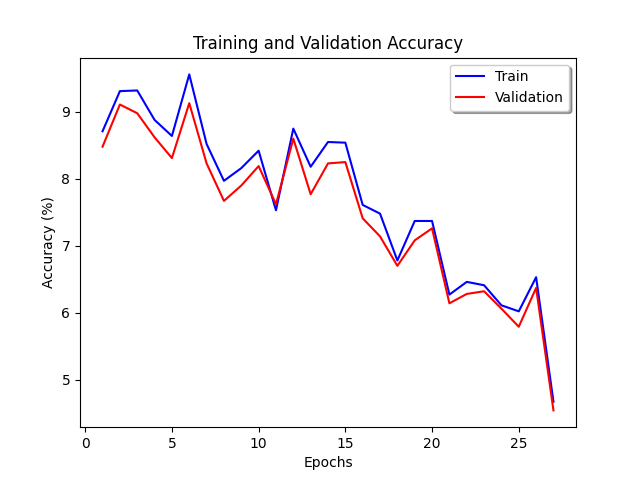 Training and Validation Accuracy
Train
Validation
Accuracy (%)
9
8
7
6
5
0 5 10 15 20 25
Epochs